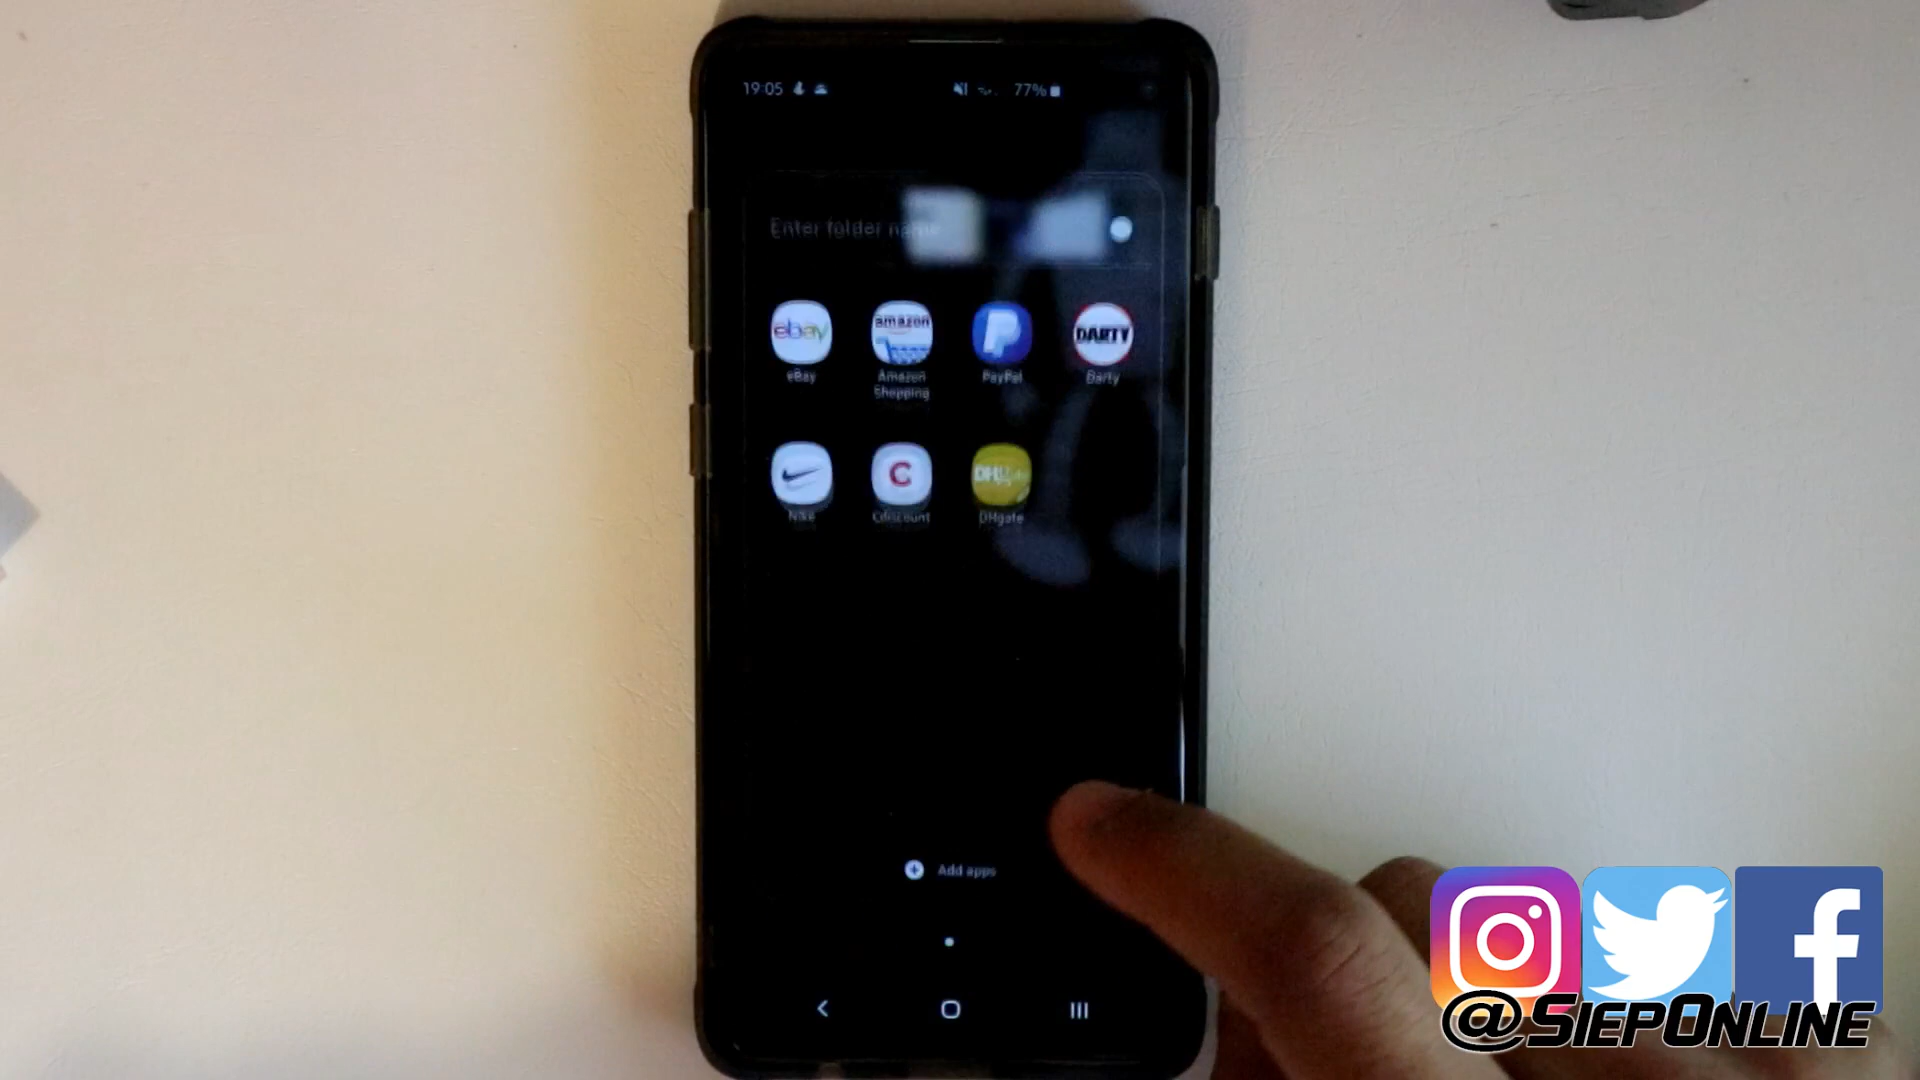 19:05 77%
Enter folder name
ebay amazon DARTY
eBay Amazon Shopping PayPal Darty
C DHgate
Nike Cdiscount DHgate
Add apps
@SIEPONLINE